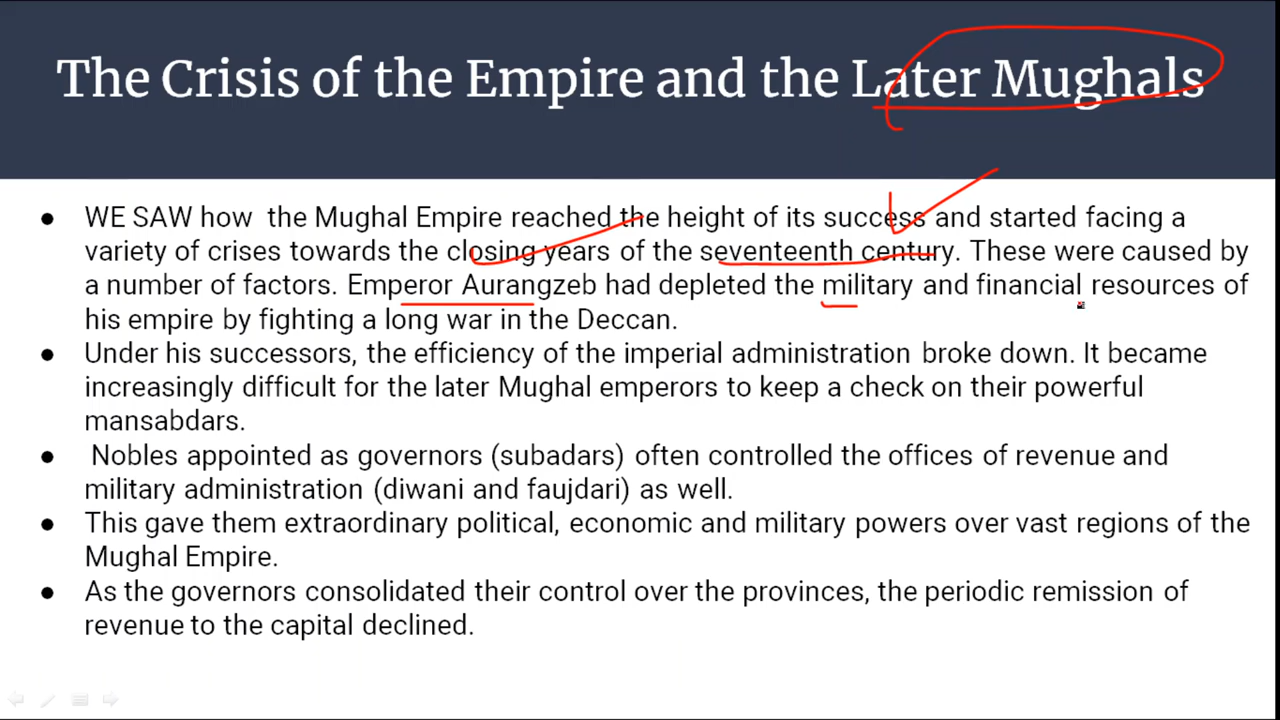 The Crisis of the Empire and the Later Mughals
● WE SAW how the Mughal Empire reached the height of its success and started facing a
variety of crises towards the closing years of the seventeenth century. These were caused by
a number of factors. Emperor Aurangzeb had depleted the military and financial resources of
his empire by fighting a long war in the Deccan.
● Under his successors, the efficiency of the imperial administration broke down. It became
increasingly difficult for the later Mughal emperors to keep a check on their powerful
mansabdars.
● Nobles appointed as governors (subadars) often controlled the offices of revenue and
military administration (diwani and faujdari) as well.
● This gave them extraordinary political, economic and military powers over vast regions of the
Mughal Empire.
● As the governors consolidated their control over the provinces, the periodic remission of
revenue to the capital declined.